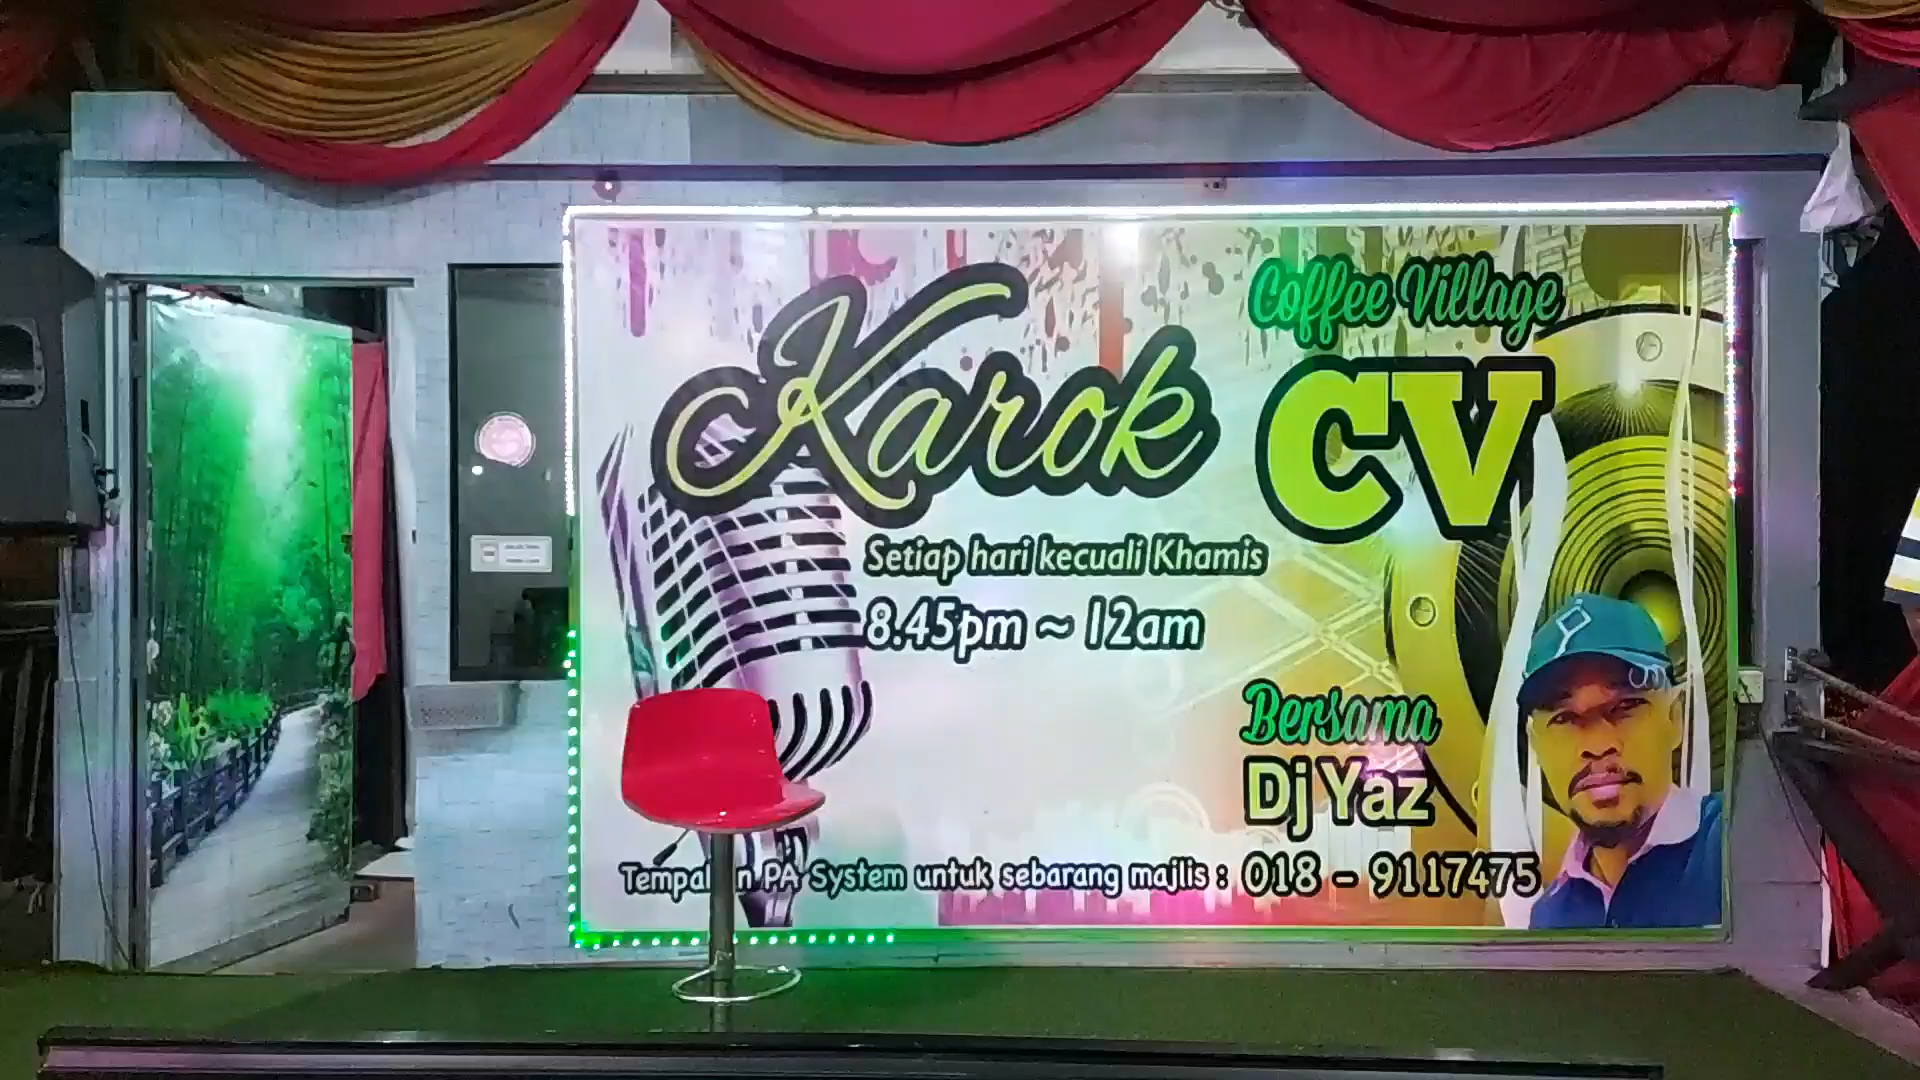 Coffee Village
Karok CV
Setiap hari kecuali Khamis
8.45pm ~ 12am
Bersama
Dj Yaz
PA System untuk sebarang majlis : 018 - 9117475